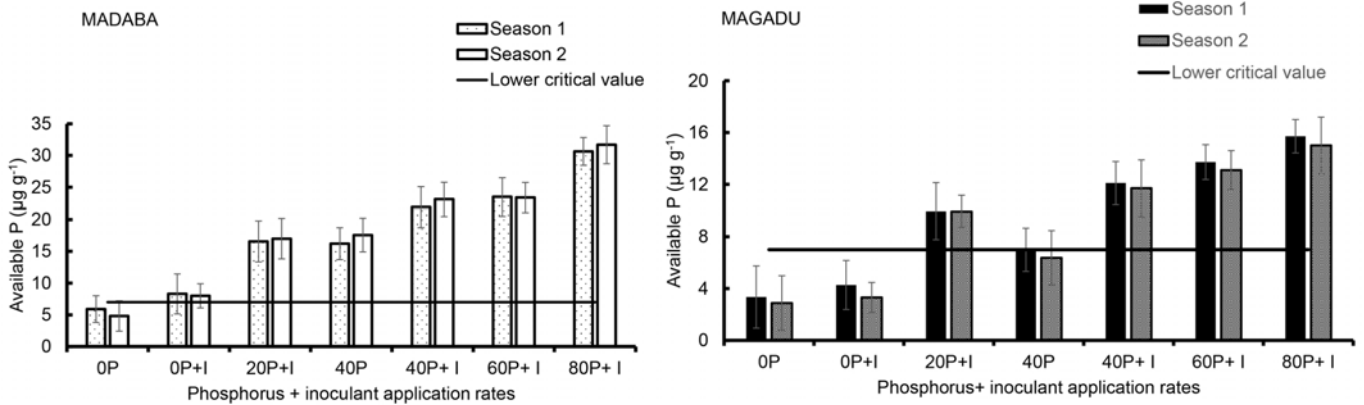 MADABA
Season 1
Season 2
Lower critical value
35
30
25
20
15
10
5
0
Available P (µg g⁻¹)
0P
0P+I
20P+I
40P
40P+ I
60P+ I
80P+ I
Phosphorus + inoculant application rates
MAGADU
Season 1
Season 2
Lower critical value
20
16
12
8
4
0
Available P (µg g⁻¹)
0P
0P+I
20P+I
40P
40P+ I
60P+ I
80P+ I
Phosphorus+ inoculant application rates